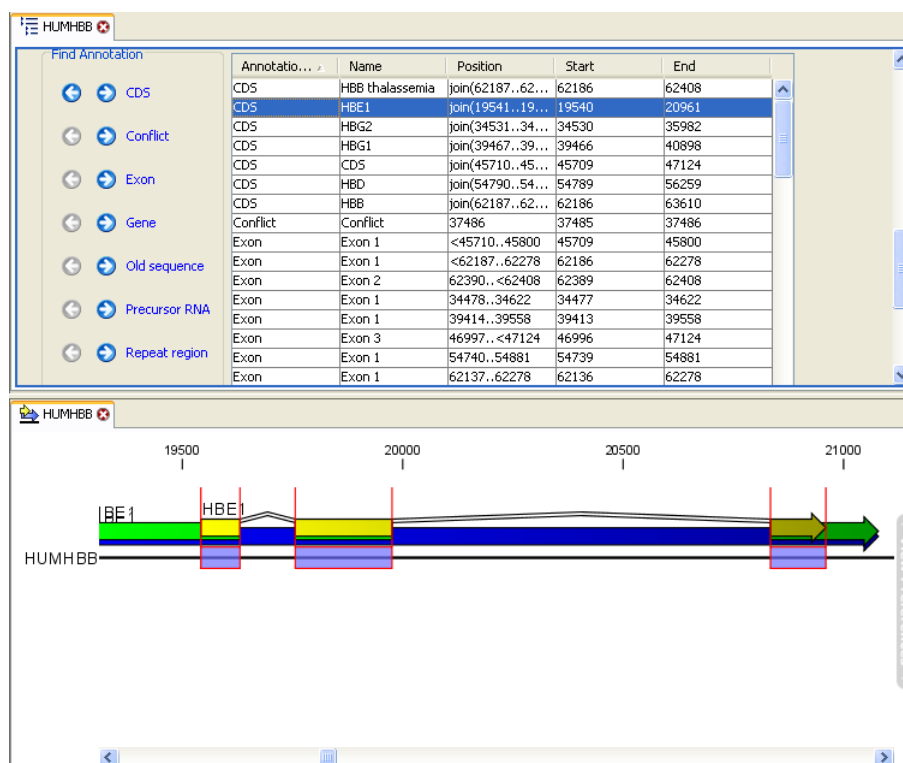 HUMHBB
Find Annotation
CDS
Conflict
Exon
Gene
Old sequence
Precursor RNA
Repeat region
Annotatio... Name Position Start End
CDS HBB thalassemia join(62187..62... 62186 62408
CDS HBE1 join(19541..19... 19540 20961
CDS HBG2 join(34531..34... 34530 35982
CDS HBG1 join(39467..39... 39466 40898
CDS CDS join(45710..45... 45709 47124
CDS HBD join(54790..54... 54789 56259
CDS HBB join(62187..62... 62186 63610
Conflict Conflict 37486 37485 37486
Exon Exon 1 <45710..45800 45709 45800
Exon Exon 1 <62187..62278 62186 62278
Exon Exon 2 62390..<62408 62389 62408
Exon Exon 1 34478..34622 34477 34622
Exon Exon 1 39414..39558 39413 39558
Exon Exon 3 46997..<47124 46996 47124
Exon Exon 1 54740..54881 54739 54881
Exon Exon 1 62137..62278 62136 62278
HUMHBB
19500 20000 20500 21000
HBE1
HUMHBB